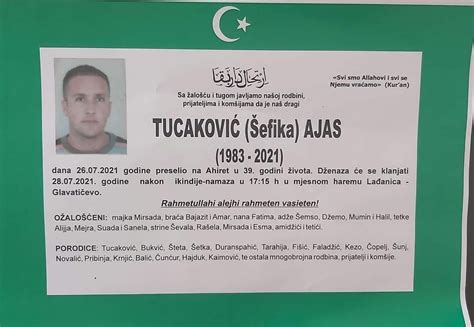 «Svi smo Allahovi i svi se
Njemu vraćamo» (Kur'an)
Sa žalošću i tugom javljamo našoj rodbini,
prijateljima i komšijama da je naš dragi
TUCAKOVIĆ (Šefika) AJAS
(1983 - 2021)
dana 26.07.2021 godine preselio na Ahiret u 39. godini života. Dženaza će se klanjati
28.07.2021. godine nakon ikindije-namaza u 17:15 h u mjesnom haremu Lađanica -
Glavatičevo.
Rahmetullahi alejhi rahmeten vasieten!
OŽALOŠĆENI: majka Mirsada, braća Bajazit i Amar, nana Fatima, adže Šemso, Džemo, Mumin i Halil, tetke
Alija, Mejra, Suada i Sanela, strine Ševala, Rašela, Mirsada i Esma, amidžići i tetići.
PORODICE: Tucaković, Bukvić, Šteta, Šetka, Duranspahić, Tarahija, Fišić, Faladžić, Kezo, Čopelj, Šunj,
Novalić, Pribinja, Krnjić, Balić, Ćunčur, Hajduk, Kaimović, te ostala mnogobrojna rodbina, prijatelji i komšije.